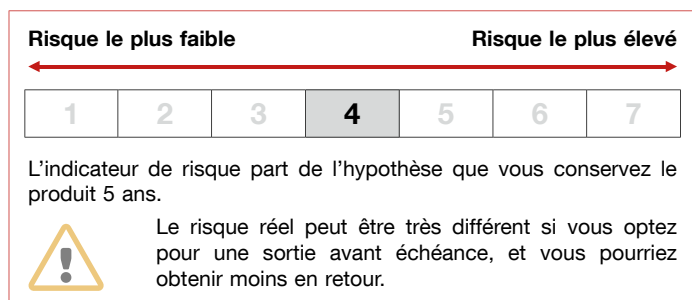 Risque le plus faible Risque le plus élevé
1 2 3 4 5 6 7
L'indicateur de risque part de l'hypothèse que vous conservez le
produit 5 ans.
Le risque réel peut être très différent si vous optez
pour une sortie avant échéance, et vous pourriez
obtenir moins en retour.